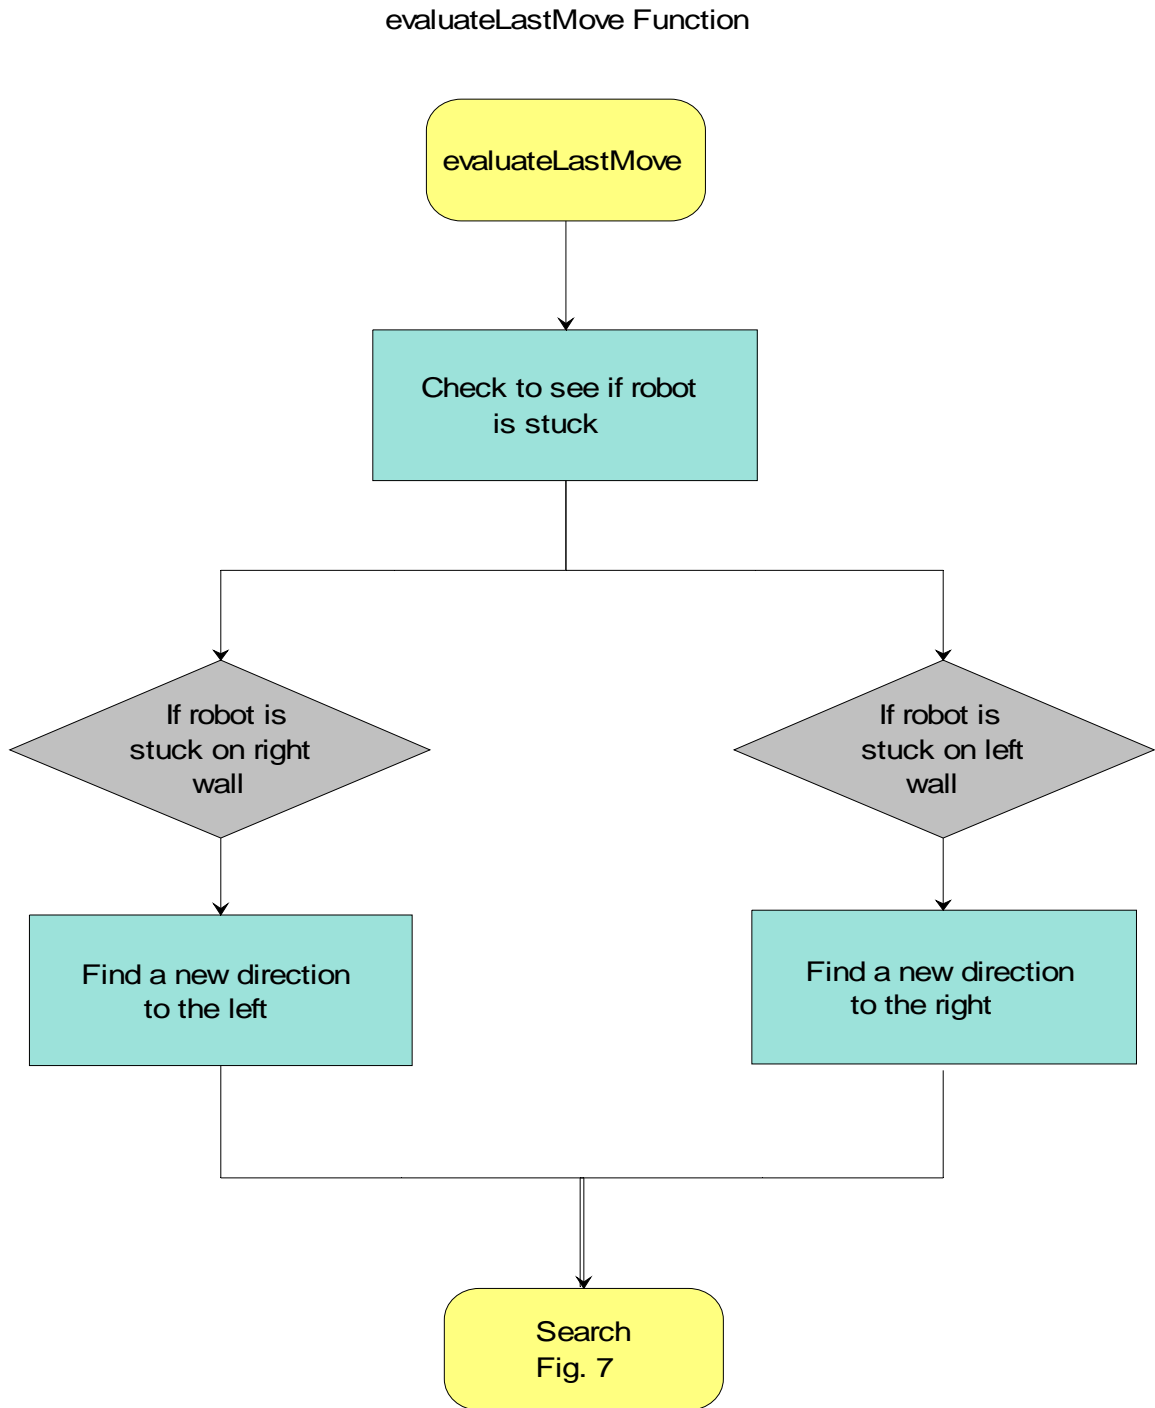 evaluateLastMove Function
evaluateLastMove
Check to see if robot
is stuck
If robot is
stuck on right
wall
If robot is
stuck on left
wall
Find a new direction
to the left
Find a new direction
to the right
Search
Fig. 7